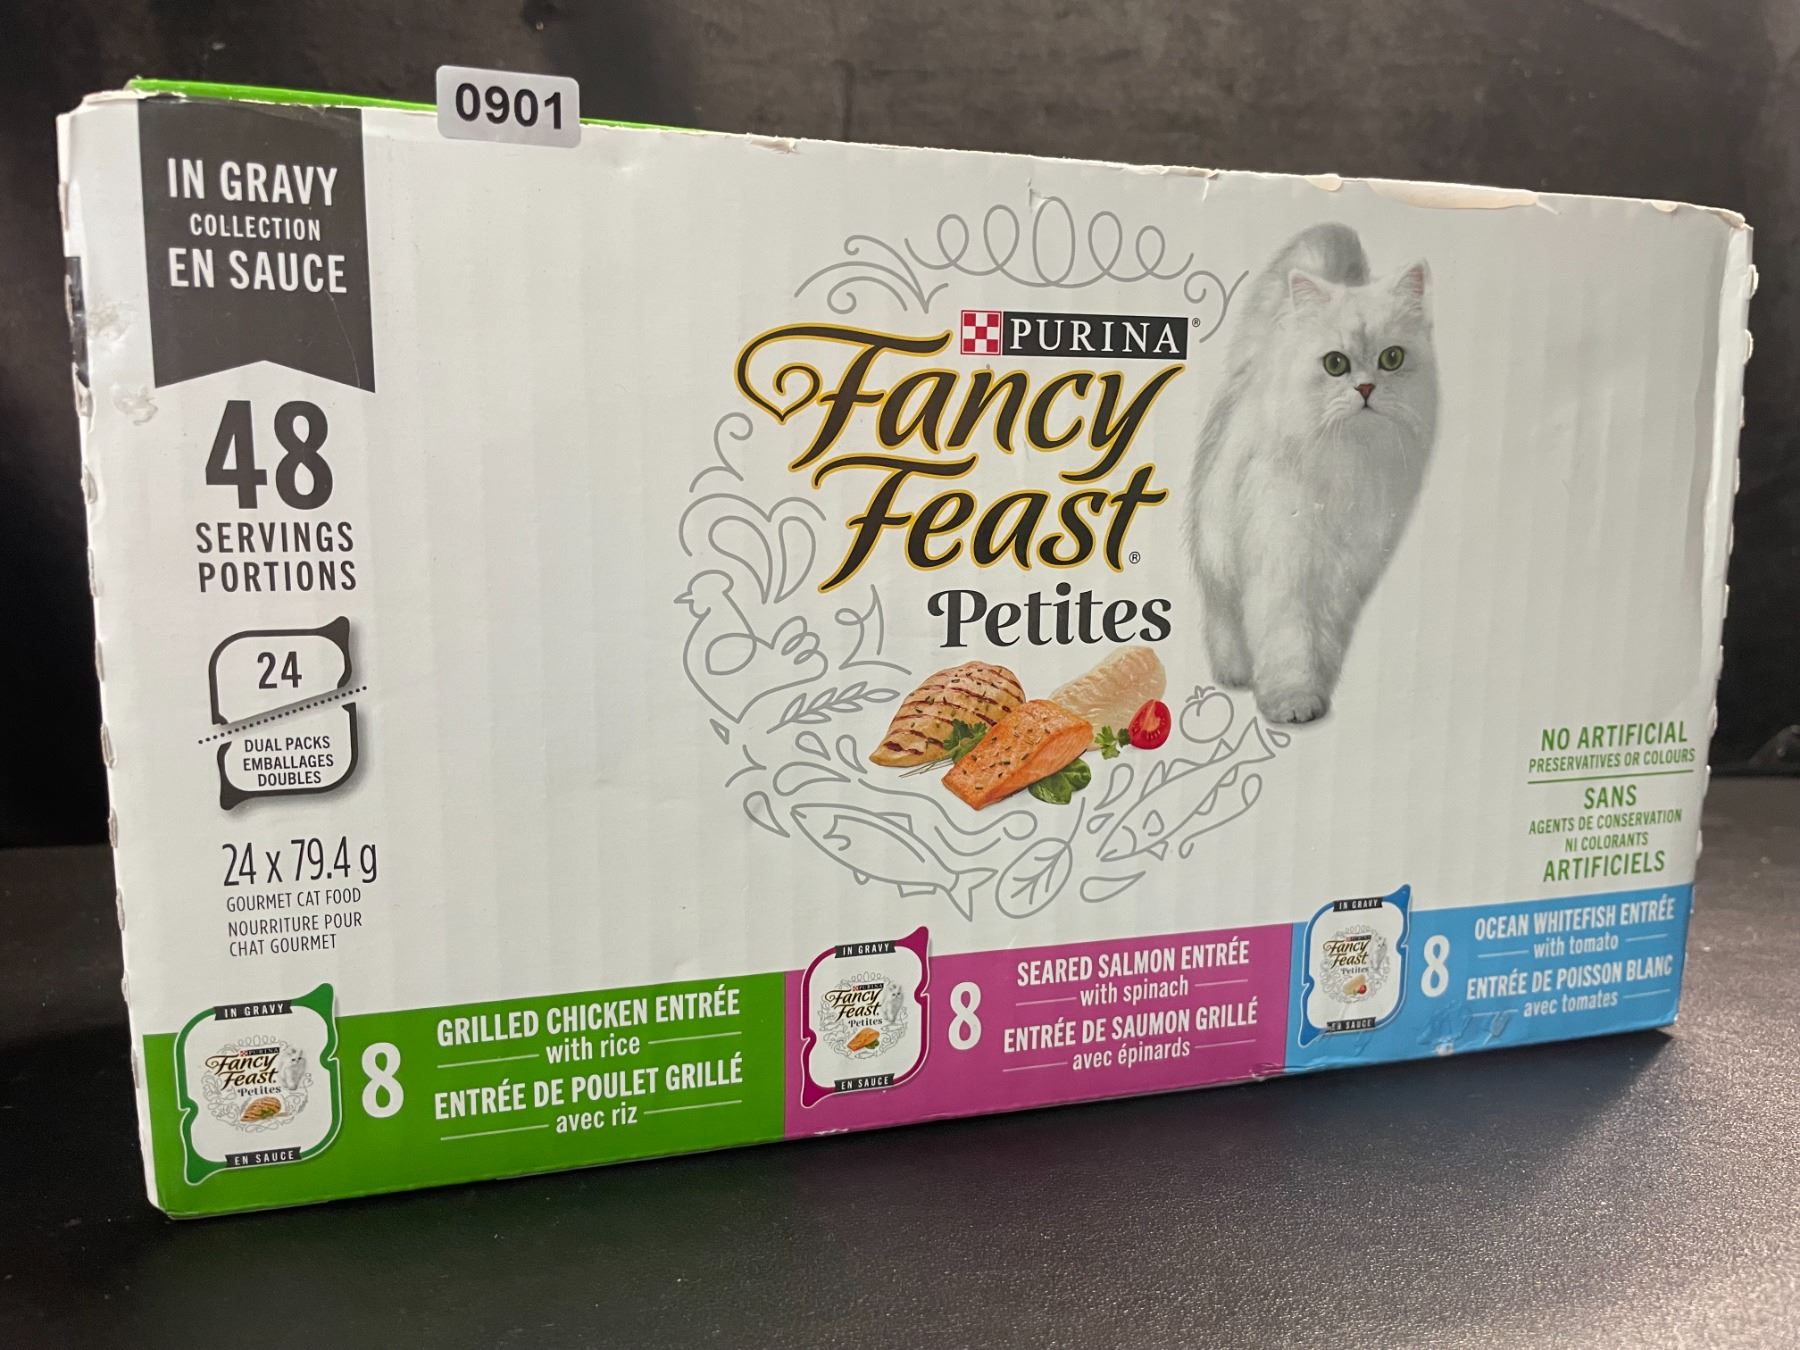 0901
IN GRAVY
COLLECTION
EN SAUCE
48
SERVINGS
PORTIONS
24
DUAL PACKS
EMBALLAGES
DOUBLES
24 x 79.4 g
GOURMET CAT FOOD
NOURRITURE POUR
CHAT GOURMET
PURINA®
Fancy
Feast®
Petites
NO ARTIFICIAL
PRESERVATIVES OR COLOURS
SANS
AGENTS DE CONSERVATION
NI COLORANTS
ARTIFICIELS
IN GRAVY
PURINA
Fancy
Feast.
Petites
EN SAUCE
8
GRILLED CHICKEN ENTRÉE
with rice
ENTRÉE DE POULET GRILLÉ
avec riz
IN GRAVY
PURINA
Fancy
Feast.
Petites
EN SAUCE
8
SEARED SALMON ENTRÉE
with spinach
ENTRÉE DE SAUMON GRILLÉ
avec épinards
IN GRAVY
Fancy
Feast.
Petites
EN SAUCE
8
OCEAN WHITEFISH ENTRÉE
with tomato
ENTRÉE DE POISSON BLANC
avec tomates